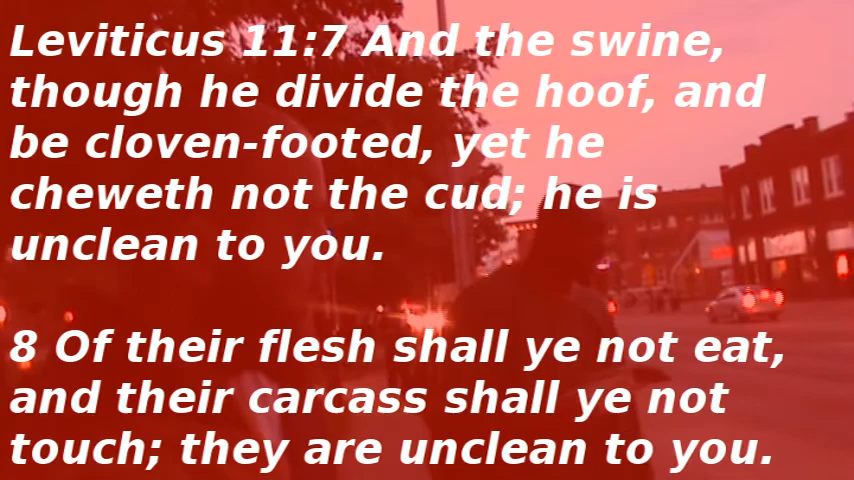 Leviticus 11:7 And the swine,
though he divide the hoof, and
be cloven-footed, yet he
cheweth not the cud; he is
unclean to you.
8 Of their flesh shall ye not eat,
and their carcass shall ye not
touch; they are unclean to you.